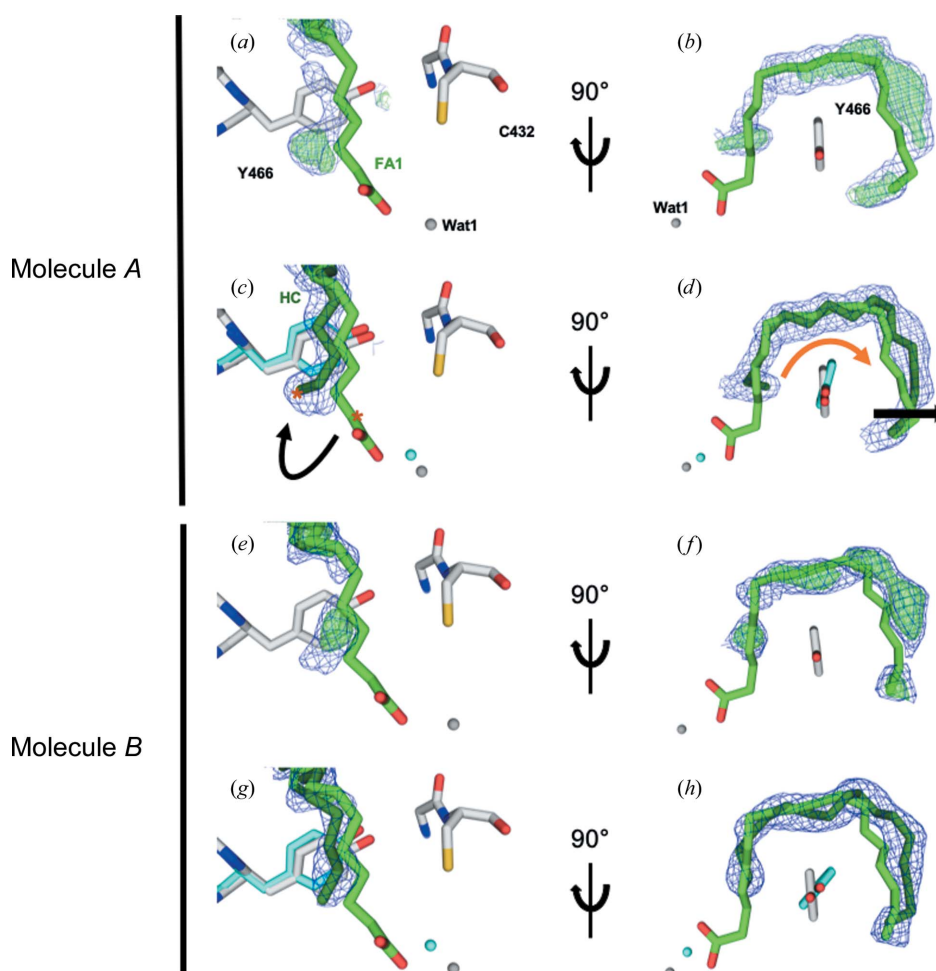 (a)
(b)
90°
Y466
C432
Y466
FA1
Wat1
Wat1
Molecule A
(c)
(d)
HC
90°
*
*
(e)
(f)
90°
Molecule B
(g)
(h)
90°